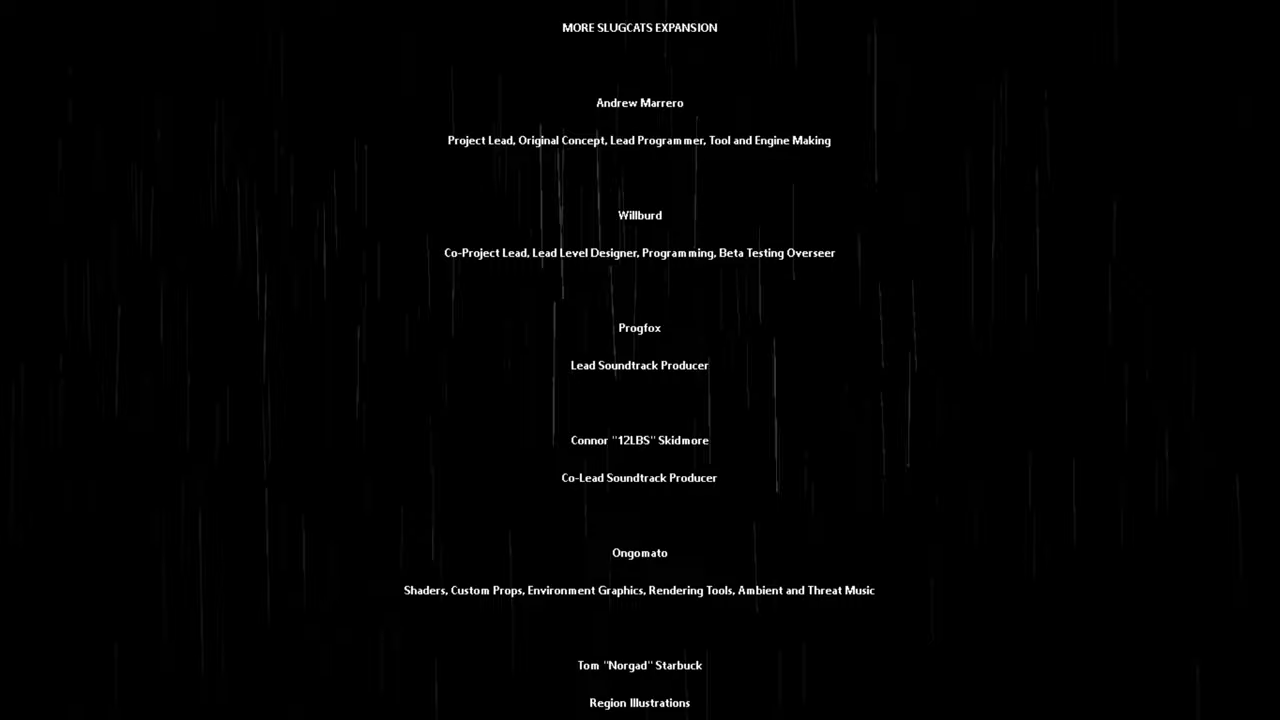 MORE SLUGCATS EXPANSION
Andrew Marrero
Project Lead, Original Concept, Lead Programmer, Tool and Engine Making
Willburd
Co-Project Lead, Lead Level Designer, Programming, Beta Testing Overseer
Progfox
Lead Soundtrack Producer
Connor "12LBS" Skidmore
Co-Lead Soundtrack Producer
Ongomato
Shaders, Custom Props, Environment Graphics, Rendering Tools, Ambient and Threat Music
Tom "Norgad" Starbuck
Region Illustrations